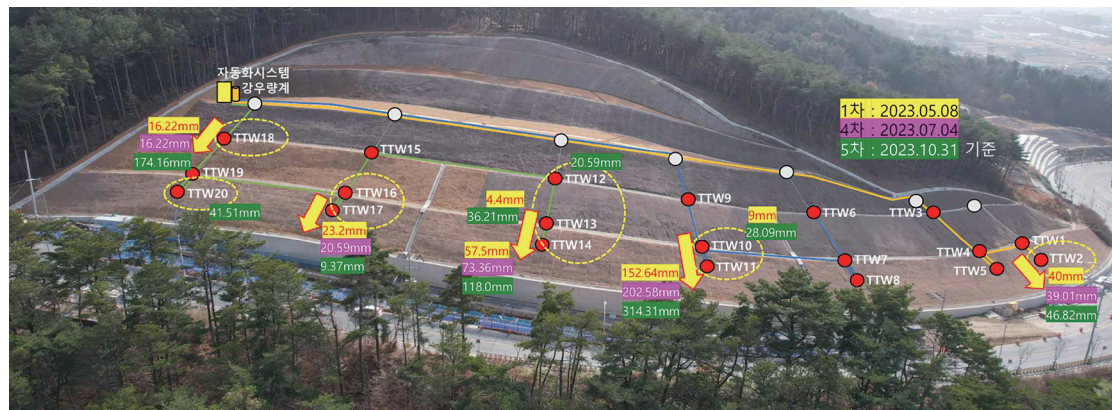 자동화시스템
강우량계
1차 : 2023.05.08
4차 : 2023.07.04
5차 : 2023.10.31 기준
16.22mm
16.22mm
174.16mm
TTW18
TTW19
TTW20
41.51mm
TTW15
TTW16
TTW17
23.2mm
20.59mm
9.37mm
20.59mm
TTW12
4.4mm
36.21mm
TTW13
TTW14
57.5mm
73.36mm
118.0mm
TTW9
9mm
28.09mm
TTW10
TTW11
152.64mm
202.58mm
314.31mm
TTW6
TTW7
TTW8
TTW3
TTW4
TTW5
TTW1
TTW2
40mm
39.01mm
46.82mm